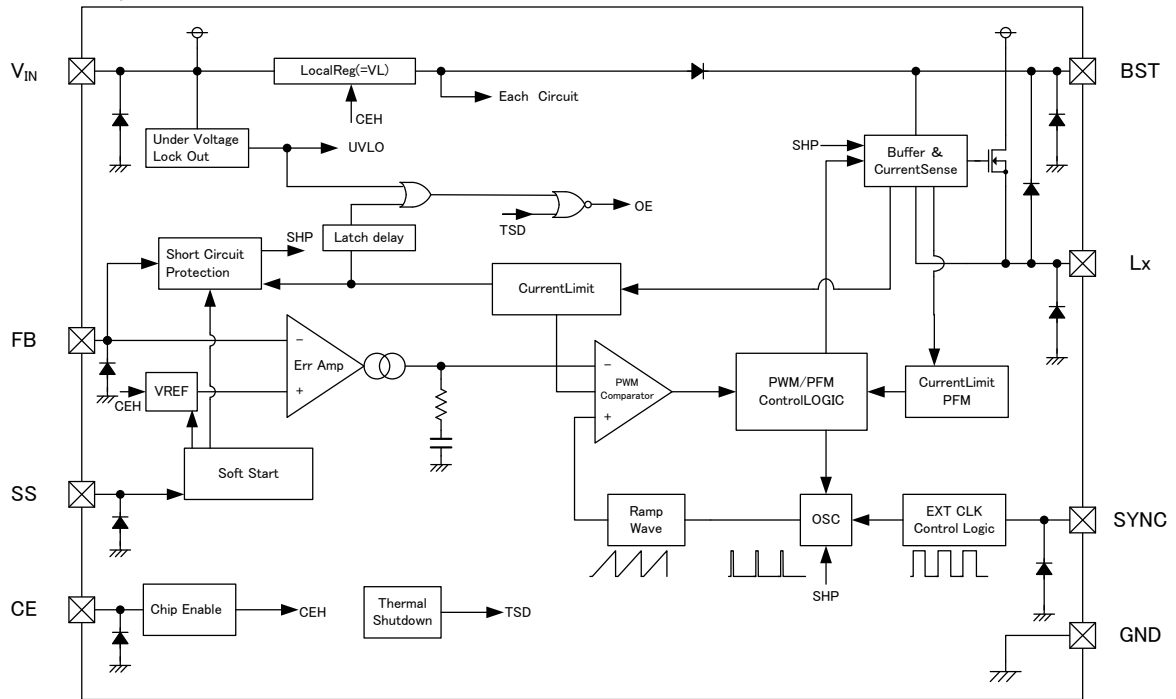 VIN
LocalReg(=VL)
BST
Each Circuit
CEH
Under Voltage
Lock Out
UVLO
SHP
Buffer &
CurrentSense
OE
TSD
Latch delay
SHP
Short Circuit
Protection
CurrentLimit
Lx
FB
−
Err Amp
+
VREF
CEH
−
PWM
Comparator
+
PWM/PFM
ControlLOGIC
CurrentLimit
PFM
Soft Start
SS
Ramp
Wave
OSC
EXT CLK
Control Logic
SYNC
SHP
CE
Chip Enable
CEH
Thermal
Shutdown
TSD
GND